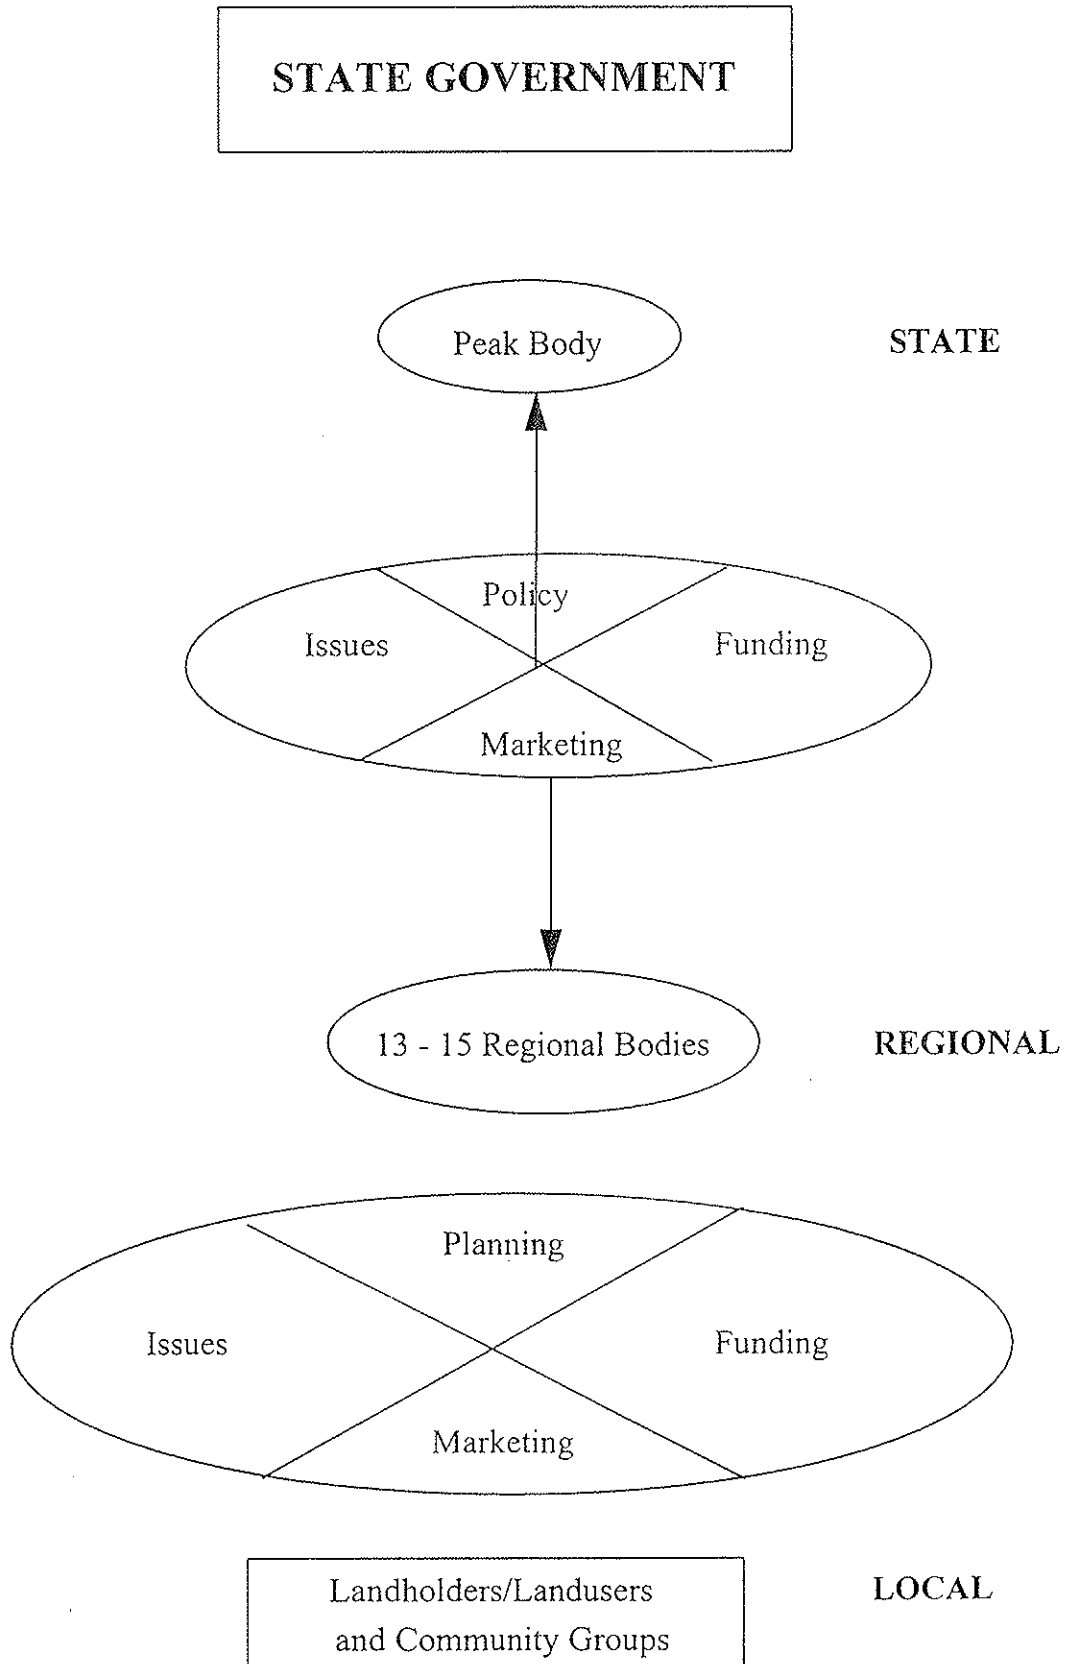 STATE GOVERNMENT
Peak Body
STATE
Policy
Issues
Funding
Marketing
13 - 15 Regional Bodies
REGIONAL
Planning
Issues
Funding
Marketing
Landholders/Landusers
and Community Groups
LOCAL